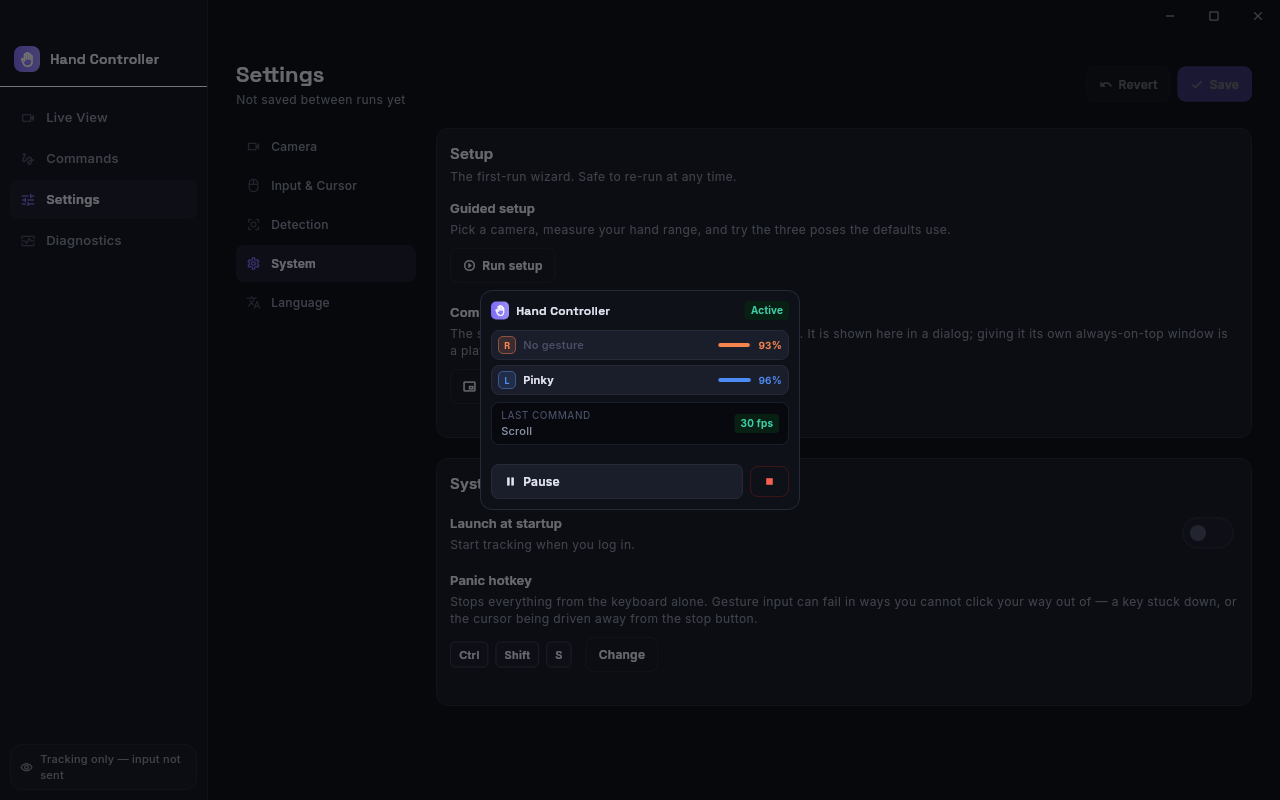 Hand Controller
Live View
Commands
Settings
Diagnostics
Tracking only — input not
sent
Settings
Not saved between runs yet
Revert
Save
Camera
Input & Cursor
Detection
System
Language
Setup
The first-run wizard. Safe to re-run at any time.
Guided setup
Pick a camera, measure your hand range, and try the three poses the defaults use.
Run setup
. It is shown here in a dialog; giving it its own always-on-top window is
Hand Controller
Active
R
No gesture
93%
L
Pinky
96%
LAST COMMAND
Scroll
30 fps
Pause
Launch at startup
Start tracking when you log in.
Panic hotkey
Stops everything from the keyboard alone. Gesture input can fail in ways you cannot click your way out of — a key stuck down, or
the cursor being driven away from the stop button.
Ctrl
Shift
S
Change